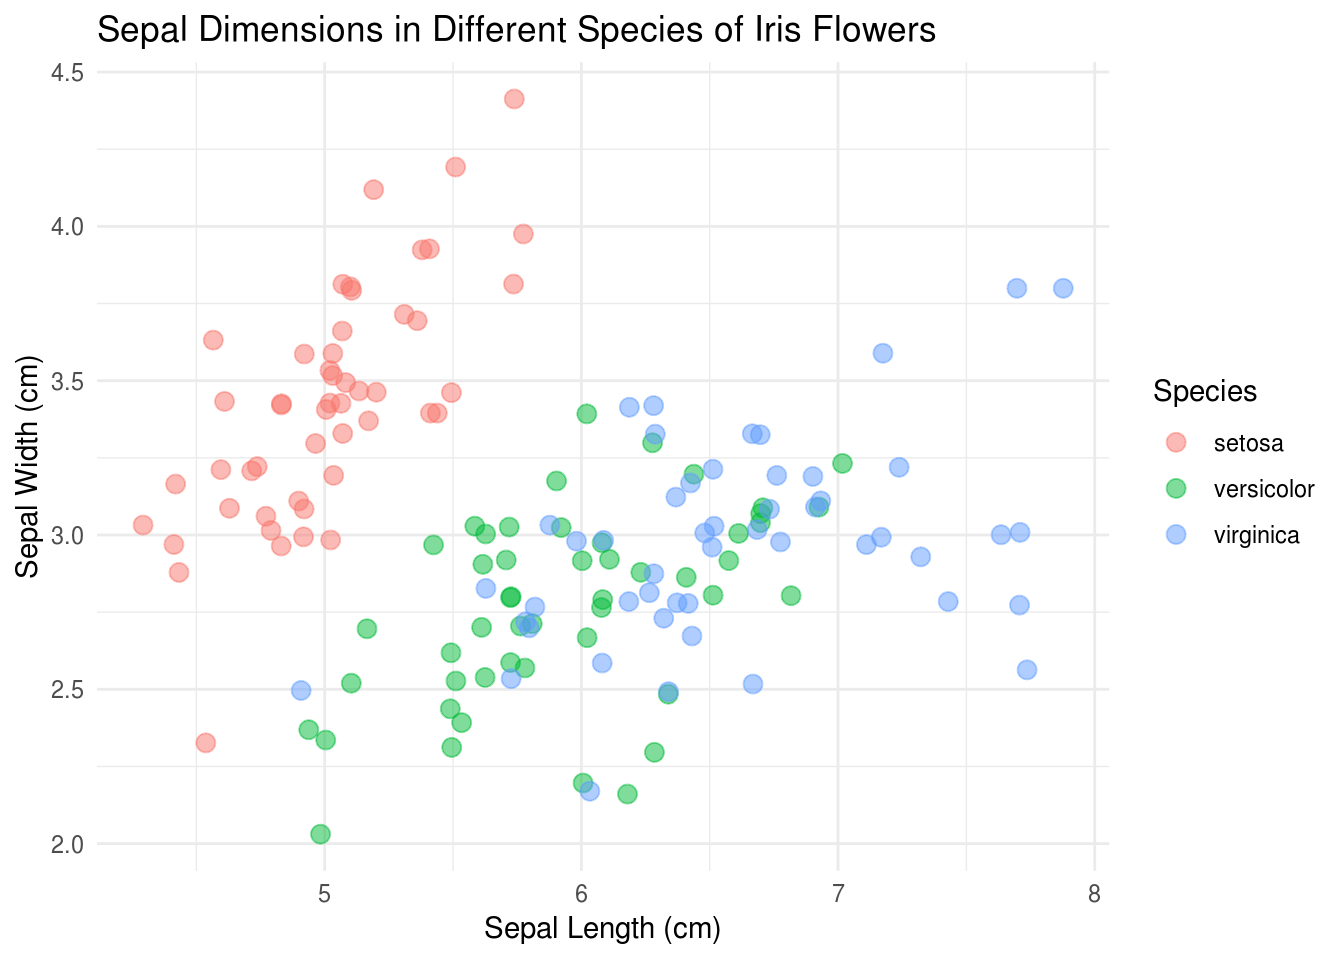 Sepal Dimensions in Different Species of Iris Flowers
4.5
4.0
3.5
3.0
2.5
2.0
Sepal Width (cm)
5 6 7 8
Sepal Length (cm)
Species
setosa
versicolor
virginica